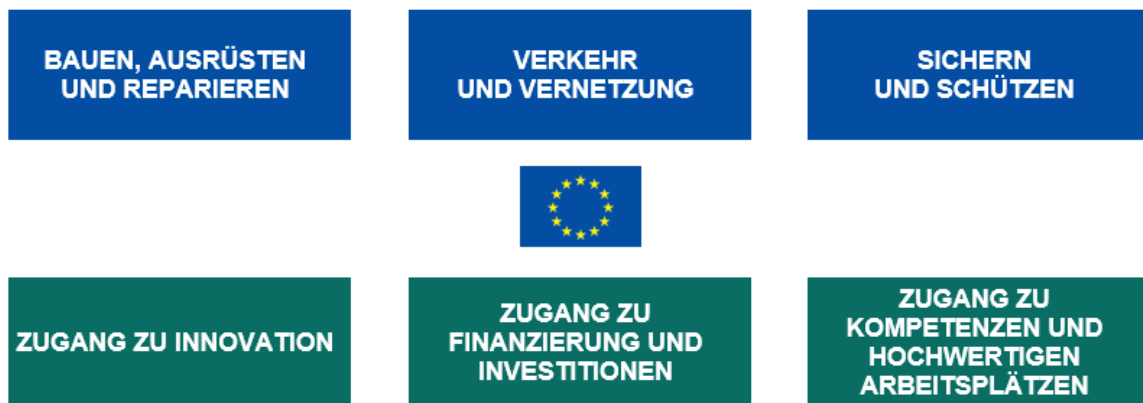 BAUEN, AUSRÜSTEN
UND REPARIEREN
VERKEHR
UND VERNETZUNG
SICHERN
UND SCHÜTZEN
ZUGANG ZU INNOVATION
ZUGANG ZU
FINANZIERUNG UND
INVESTITIONEN
ZUGANG ZU
KOMPETENZEN UND
HOCHWERTIGEN
ARBEITSPLÄTZEN